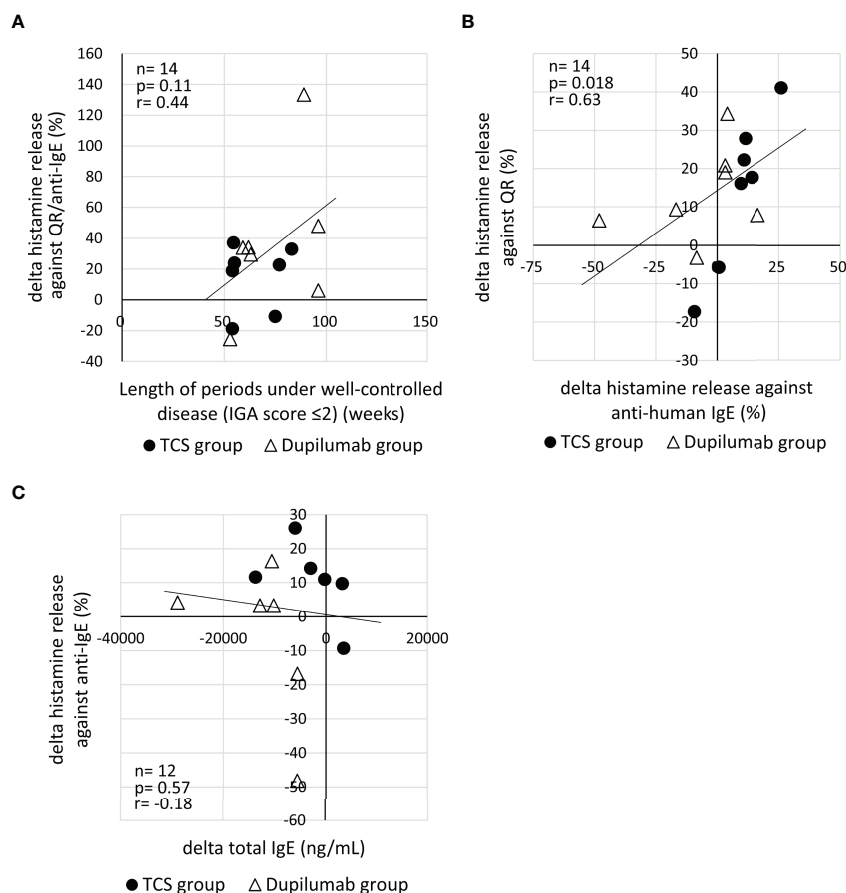 A
160
140
120
100
80
60
40
20
0
-20
-40
0
50
100
150
n= 14
p= 0.11
r= 0.44
delta histamine release
against QR/anti-IgE (%)
Length of periods under well-controlled
disease (IGA score ≤2) (weeks)
TCS group
Dupilumab group
B
50
40
30
20
10
0
-10
-20
-30
-75
-50
-25
25
50
n= 14
p= 0.018
r= 0.63
delta histamine release
against QR (%)
delta histamine release against
anti-human IgE (%)
TCS group
Dupilumab group
C
30
20
10
0
-10
-20
-30
-40
-50
-60
-40000
-20000
0
20000
n= 12
p= 0.57
r= -0.18
delta histamine release
against anti-IgE (%)
delta total IgE (ng/mL)
TCS group
Dupilumab group